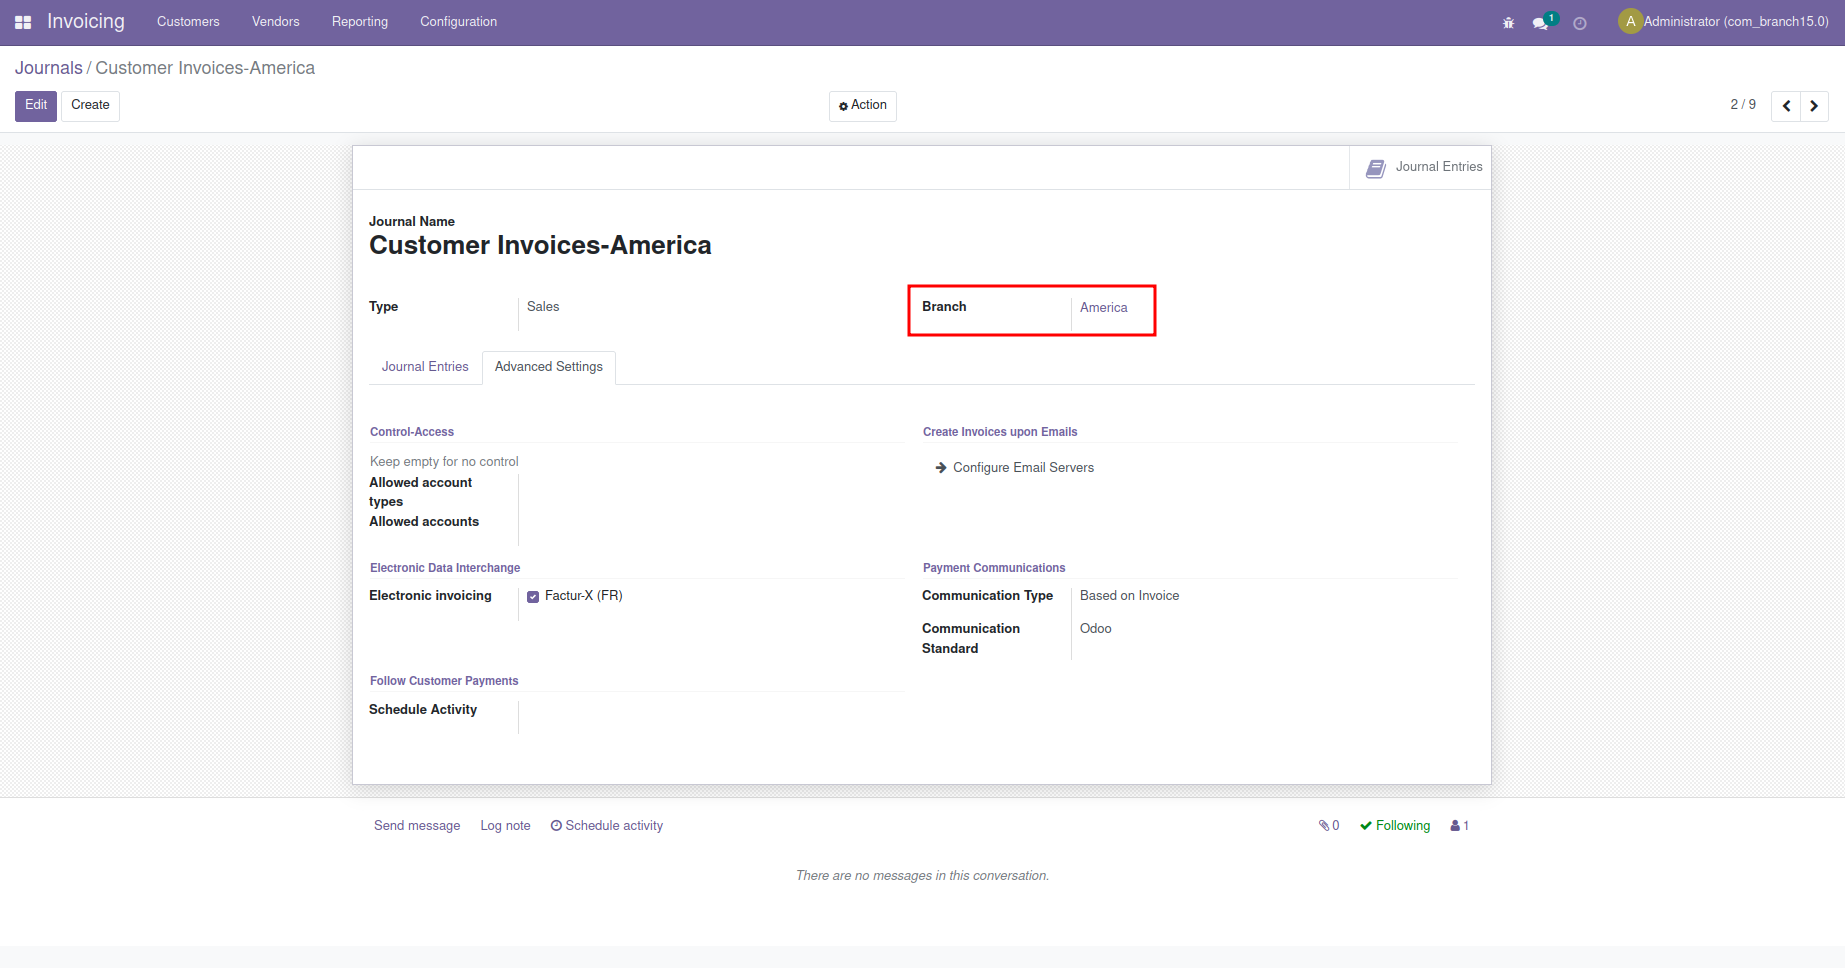 Invoicing Customers Vendors Reporting Configuration 1 A Administrator (com_branch15.0)
Journals / Customer Invoices-America
Edit Create Action 2 / 9
Journal Entries
Journal Name
Customer Invoices-America
Type Sales Branch America
Journal Entries Advanced Settings
Control-Access Create Invoices upon Emails
Keep empty for no control
Configure Email Servers
Allowed account
types
Allowed accounts
Electronic Data Interchange Payment Communications
Electronic invoicing Factur-X (FR) Communication Type Based on Invoice
Communication Odoo
Standard
Follow Customer Payments
Schedule Activity
Send message Log note Schedule activity 0 Following 1
There are no messages in this conversation.